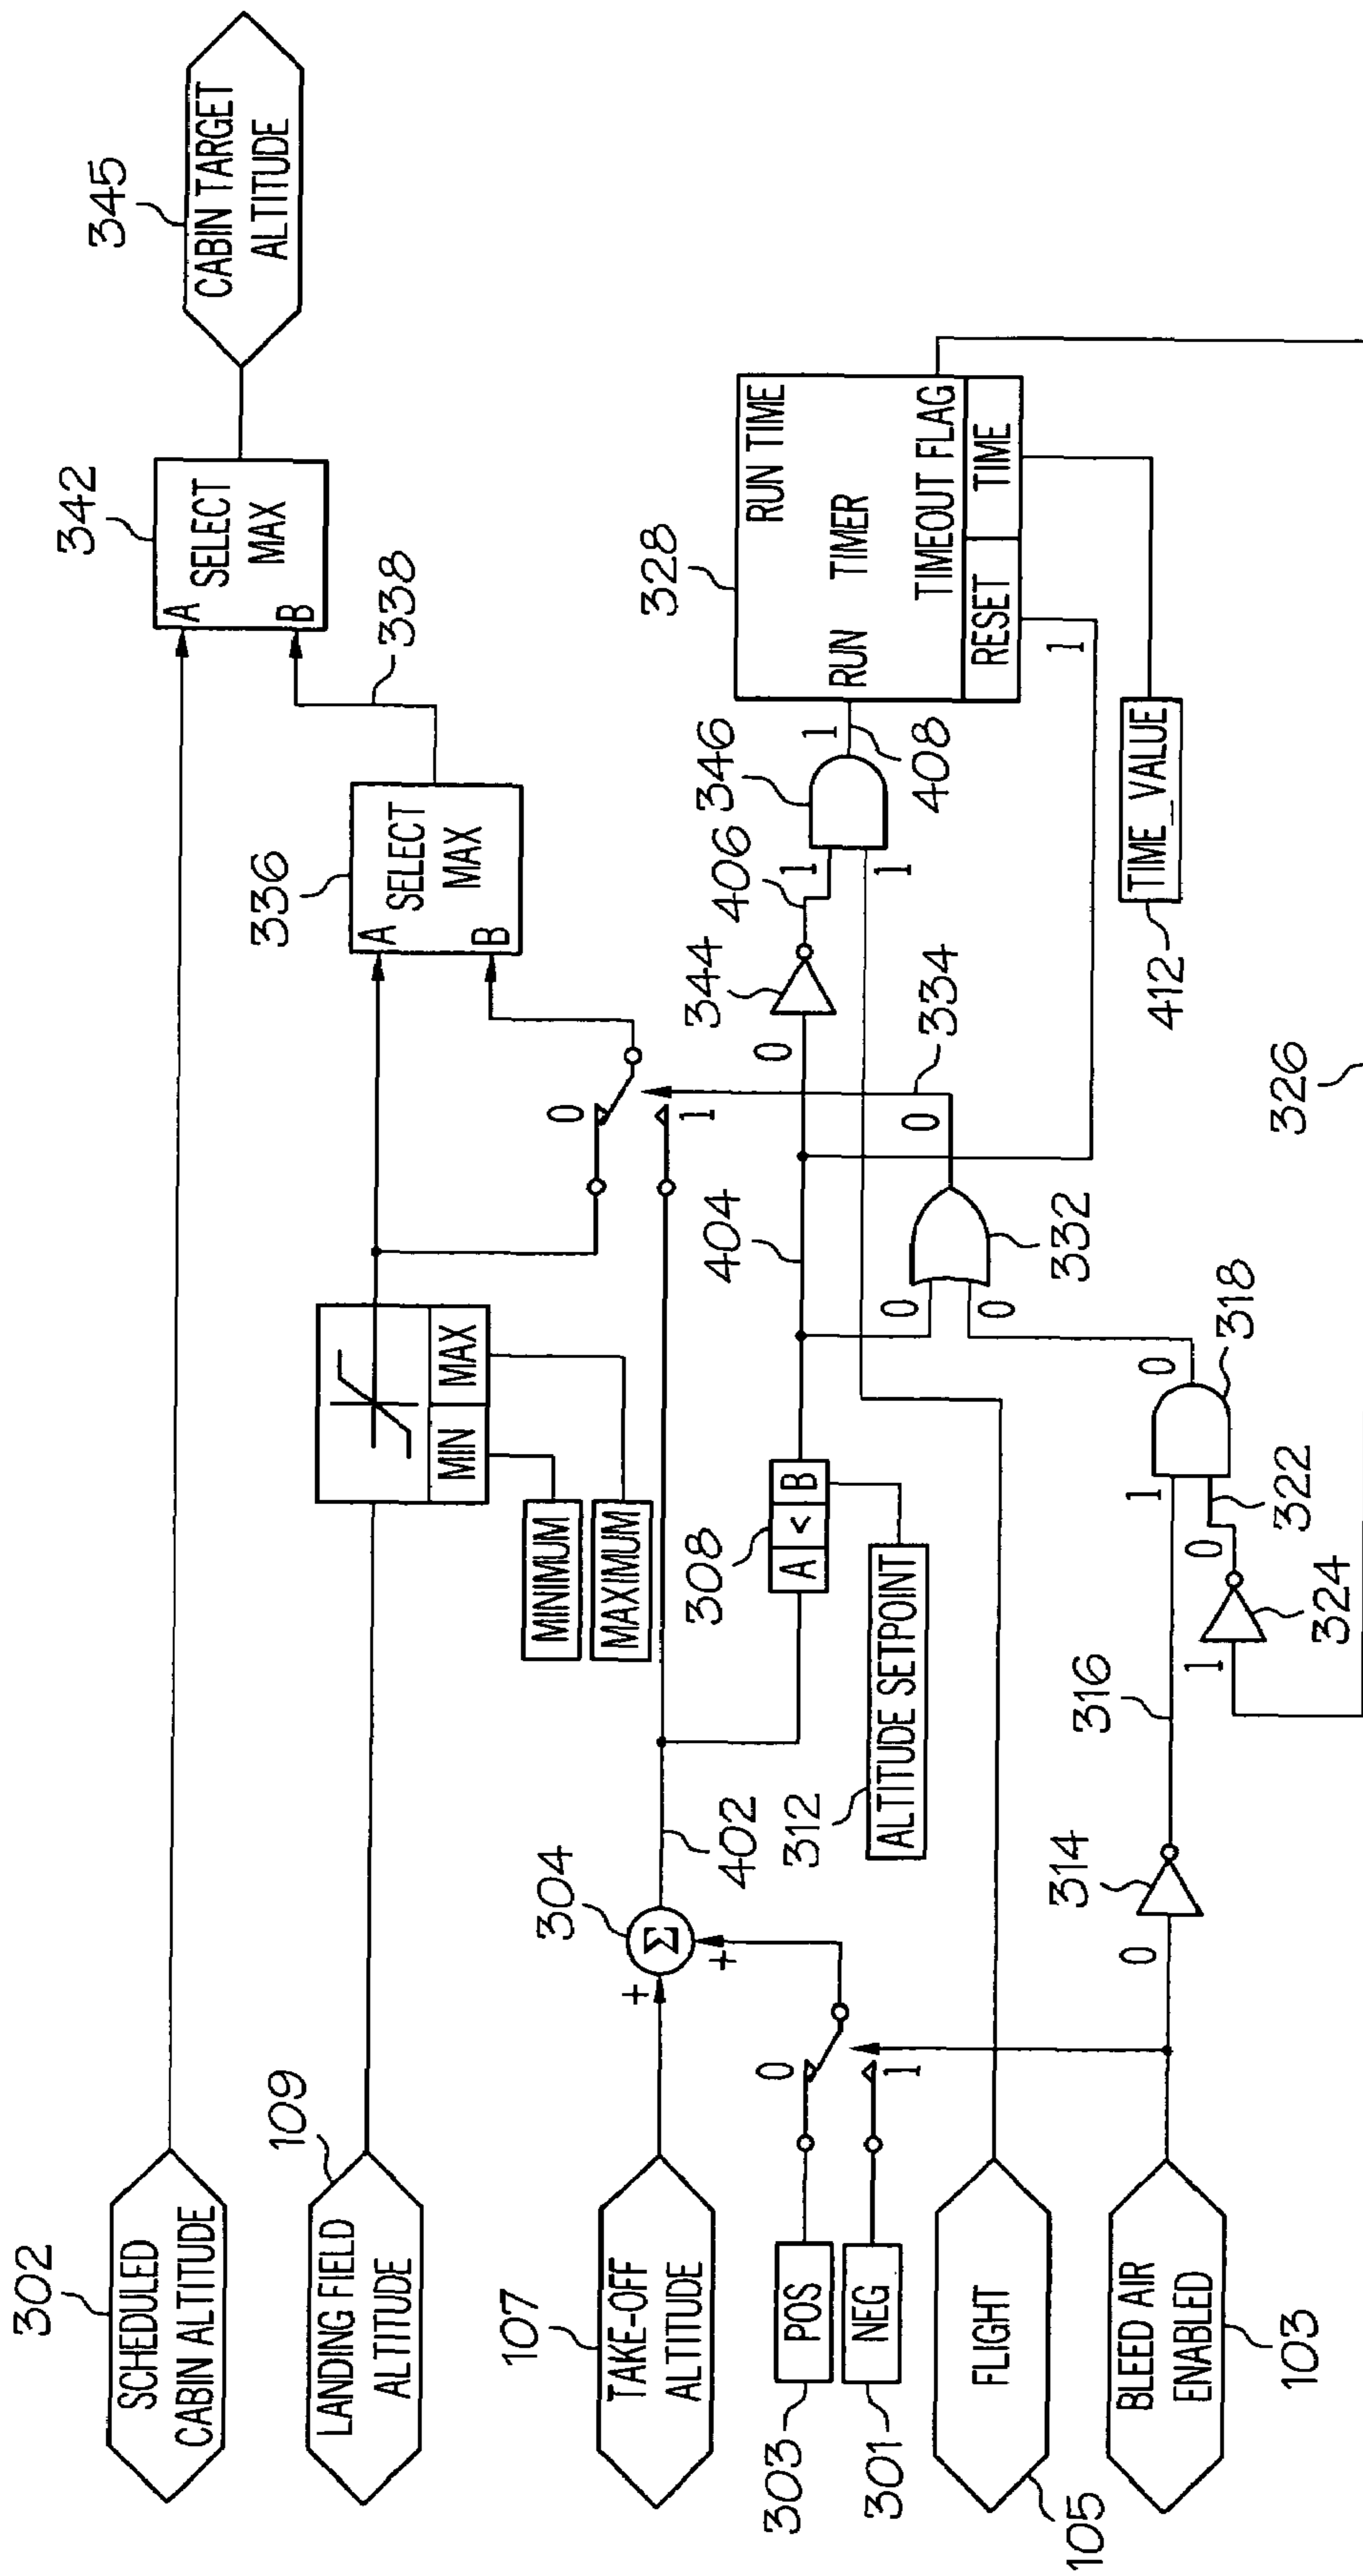 302
SCHEDULED
CABIN ALTITUDE
342
A
SELECT
MAX
B
345
CABIN TARGET
ALTITUDE
109
LANDING FIELD
ALTITUDE
MIN
MAX
MINIMUM
MAXIMUM
336
A
SELECT
MAX
B
338
0
1
107
TAKE-OFF
ALTITUDE
+
+
Σ
304
402
303
POS
301
NEG
0
1
308
A < B
312
ALTITUDE SETPOINT
404
0
344
406
1
1
346
1
408
328
RUN TIME
RUN
TIMER
TIMEOUT FLAG
RESET
TIME
1
TIME_VALUE
412
105
FLIGHT
0
0
332
0
334
103
BLEED AIR
ENABLED
0
314
316
1
1
324
0
322
0
318
326